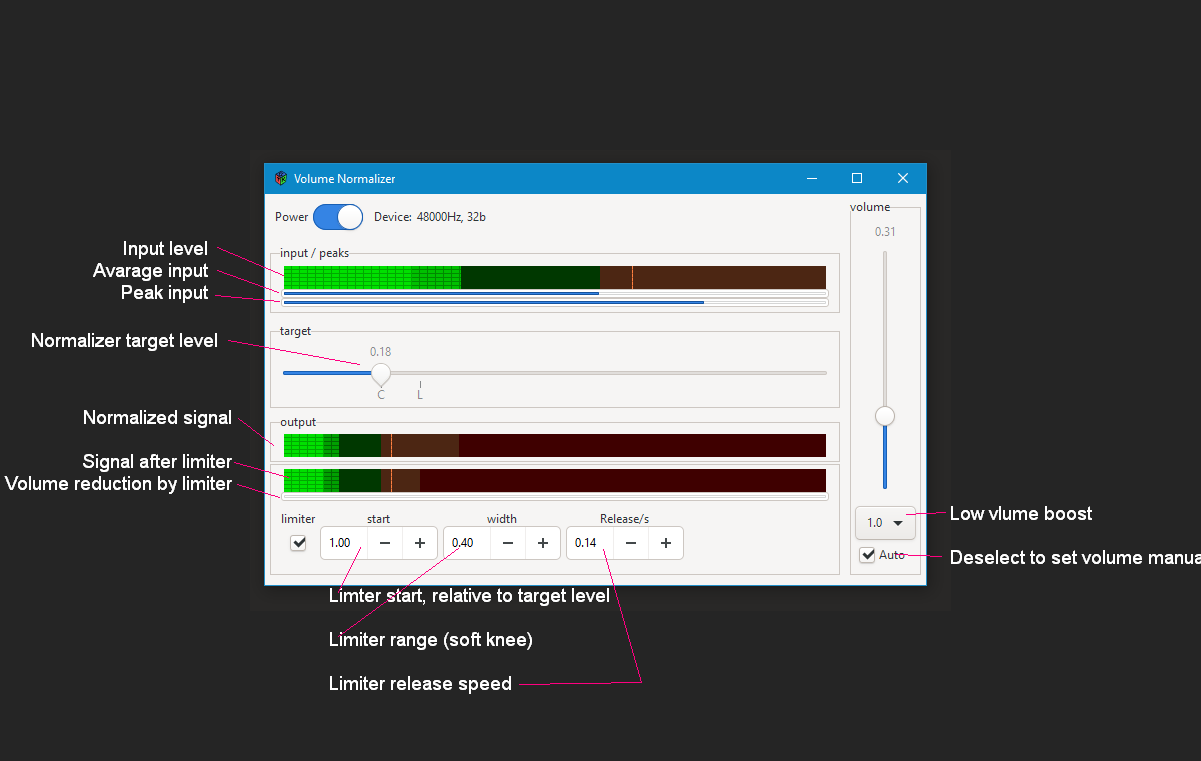 Volume Normalizer
Power Device: 48000Hz, 32b
volume
0.31
input / peaks
Input level
Avarage input
Peak input
target
Normalizer target level
0.18
C L
output
Normalized signal
Signal after limiter
Volume reduction by limiter
limiter start width Release/s
1.00 0.40 0.14
1.0
Low vlume boost
Auto
Deselect to set volume manua
Limter start, relative to target level
Limiter range (soft knee)
Limiter release speed